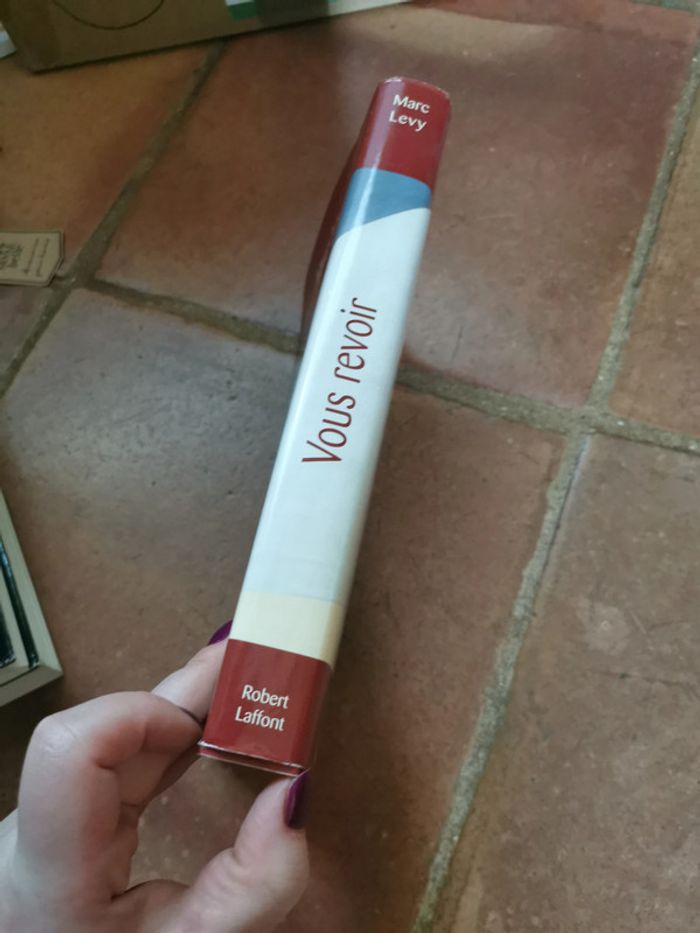 Marc
Levy
Vous revoir
Robert
Laffont